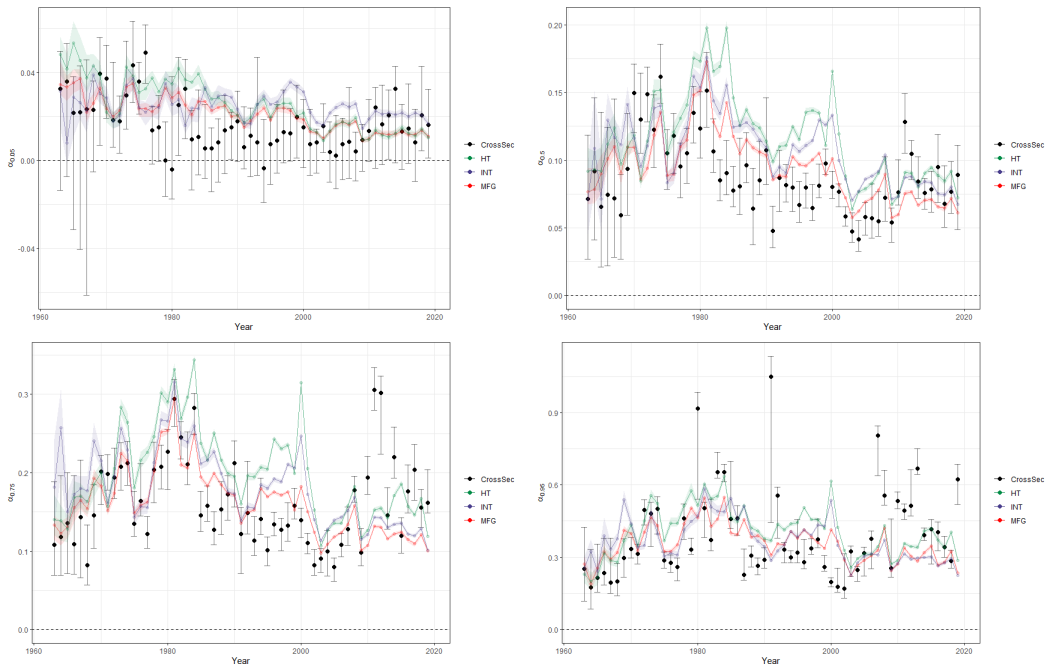 α0.05
0.04
0.00
-0.04
1960
1980
2000
2020
Year
CrossSec
HT
INT
MFG
α0.5
0.20
0.15
0.10
0.05
0.00
1960
1980
2000
2020
Year
CrossSec
HT
INT
MFG
α0.75
0.3
0.2
0.1
0.0
1960
1980
2000
2020
Year
CrossSec
HT
INT
MFG
α0.95
0.9
0.6
0.3
0.0
1960
1980
2000
2020
Year
CrossSec
HT
INT
MFG